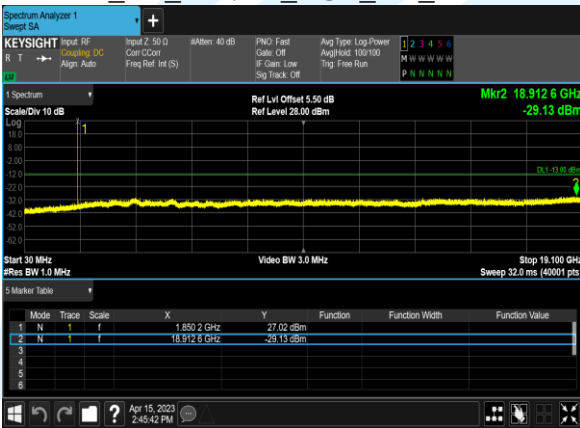 Spectrum Analyzer 1
Swept SA
KEYSIGHT Input: RF Input Z: 50 Ω #Atten: 40 dB PNO: Fast Avg Type: Log-Power 1 2 3 4 5 6
R T Coupling: DC Corr CCorr Gate: Off Avg|Hold: 100/100 M W W W W W
Align: Auto Freq Ref: Int (S) IF Gain: Low Trig: Free Run
LV Sig Track: Off P N N N N N
1 Spectrum Ref Lvl Offset 5.50 dB Mkr2 18.912 6 GHz
Scale/Div 10 dB Ref Level 28.00 dBm -29.13 dBm
Log
18.0 1
8.00
-2.00
-12.0 DL1 -13.00 dBm
-22.0 2
-32.0
-42.0
-52.0
-62.0
Start 30 MHz Video BW 3.0 MHz Stop 19.100 GHz
#Res BW 1.0 MHz Sweep 32.0 ms (40001 pts)
5 Marker Table
Mode Trace Scale X Y Function Function Width Function Value
1 N 1 f 1.850 2 GHz 27.02 dBm
2 N 1 f 18.912 6 GHz -29.13 dBm
3
4
5
6
? Apr 15, 2023
2:45:42 PM